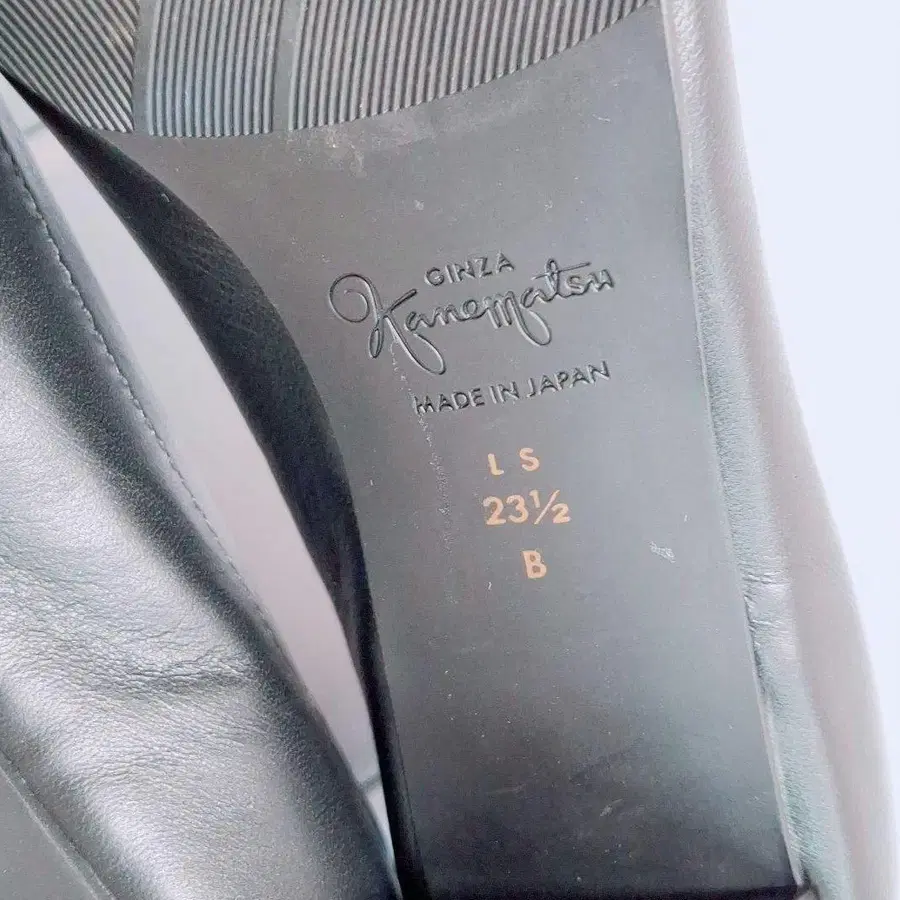 GINZA
Kanematsu
MADE IN JAPAN
L S
23½
B